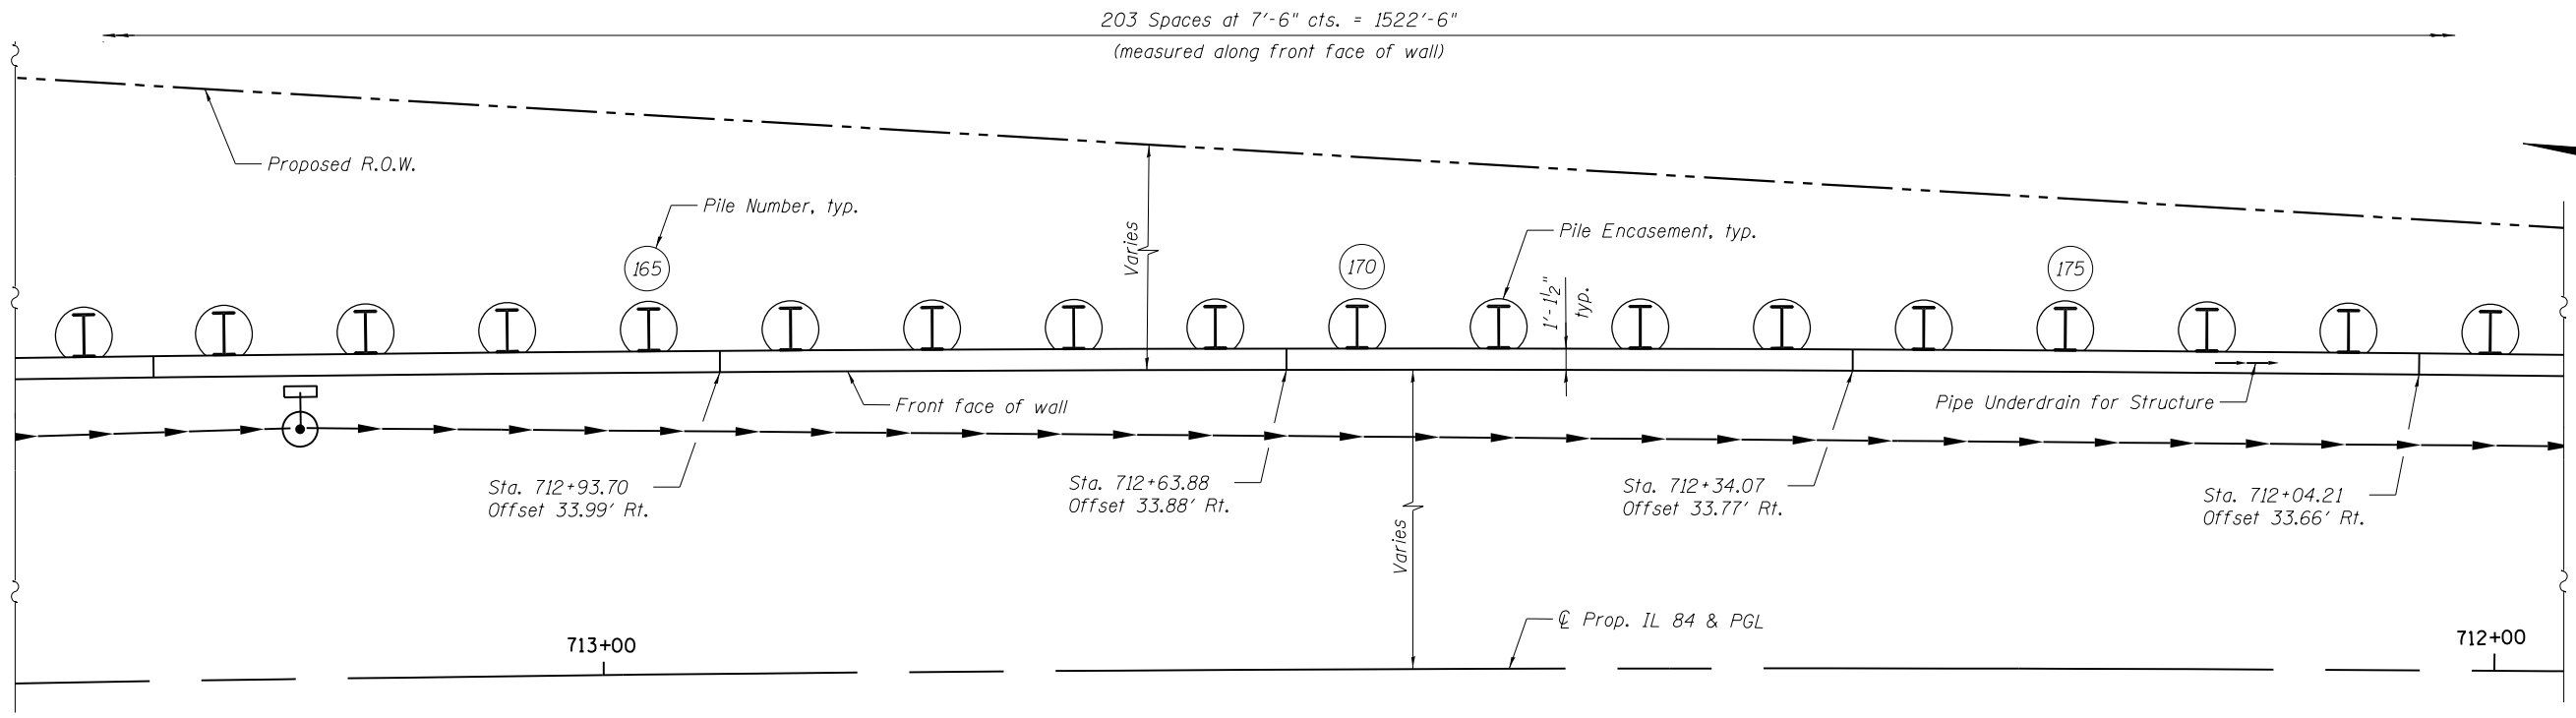 203 Spaces at 7'-6" cts. = 1522'-6"
(measured along front face of wall)
Proposed R.O.W.
Pile Number, typ.
Varies
Pile Encasement, typ.
165
170
175
1'-1½"
typ.
Front face of wall
Pipe Underdrain for Structure
Sta. 712+93.70
Offset 33.99' Rt.
Sta. 712+63.88
Offset 33.88' Rt.
Sta. 712+34.07
Offset 33.77' Rt.
Sta. 712+04.21
Offset 33.66' Rt.
Varies
℄ Prop. IL 84 & PGL
713+00
712+00